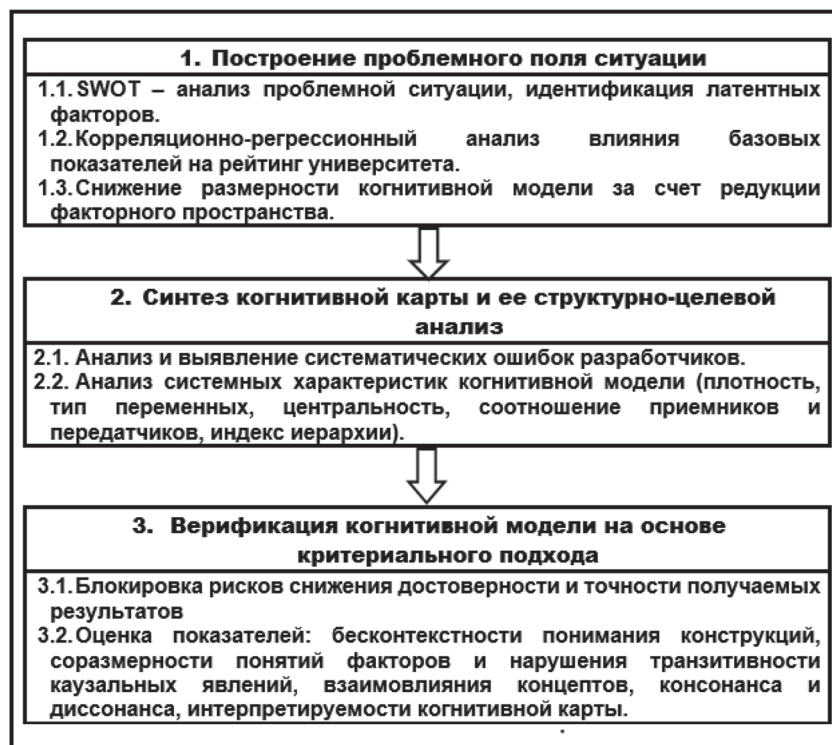 1. Построение проблемного поля ситуации
1.1. SWOT – анализ проблемной ситуации, идентификация латентных
факторов.
1.2. Корреляционно-регрессионный анализ влияния базовых
показателей на рейтинг университета.
1.3. Снижение размерности когнитивной модели за счет редукции
факторного пространства.
2. Синтез когнитивной карты и ее структурно-целевой
анализ
2.1. Анализ и выявление систематических ошибок разработчиков.
2.2. Анализ системных характеристик когнитивной модели (плотность,
тип переменных, центральность, соотношение приемников и
передатчиков, индекс иерархии).
3. Верификация когнитивной модели на основе
критериального подхода
3.1. Блокировка рисков снижения достоверности и точности получаемых
результатов
3.2. Оценка показателей: бесконтекстности понимания конструкций,
соразмерности понятий факторов и нарушения транзитивности
каузальных явлений, взаимовлияния концептов, консонанса и
диссонанса, интерпретируемости когнитивной карты.